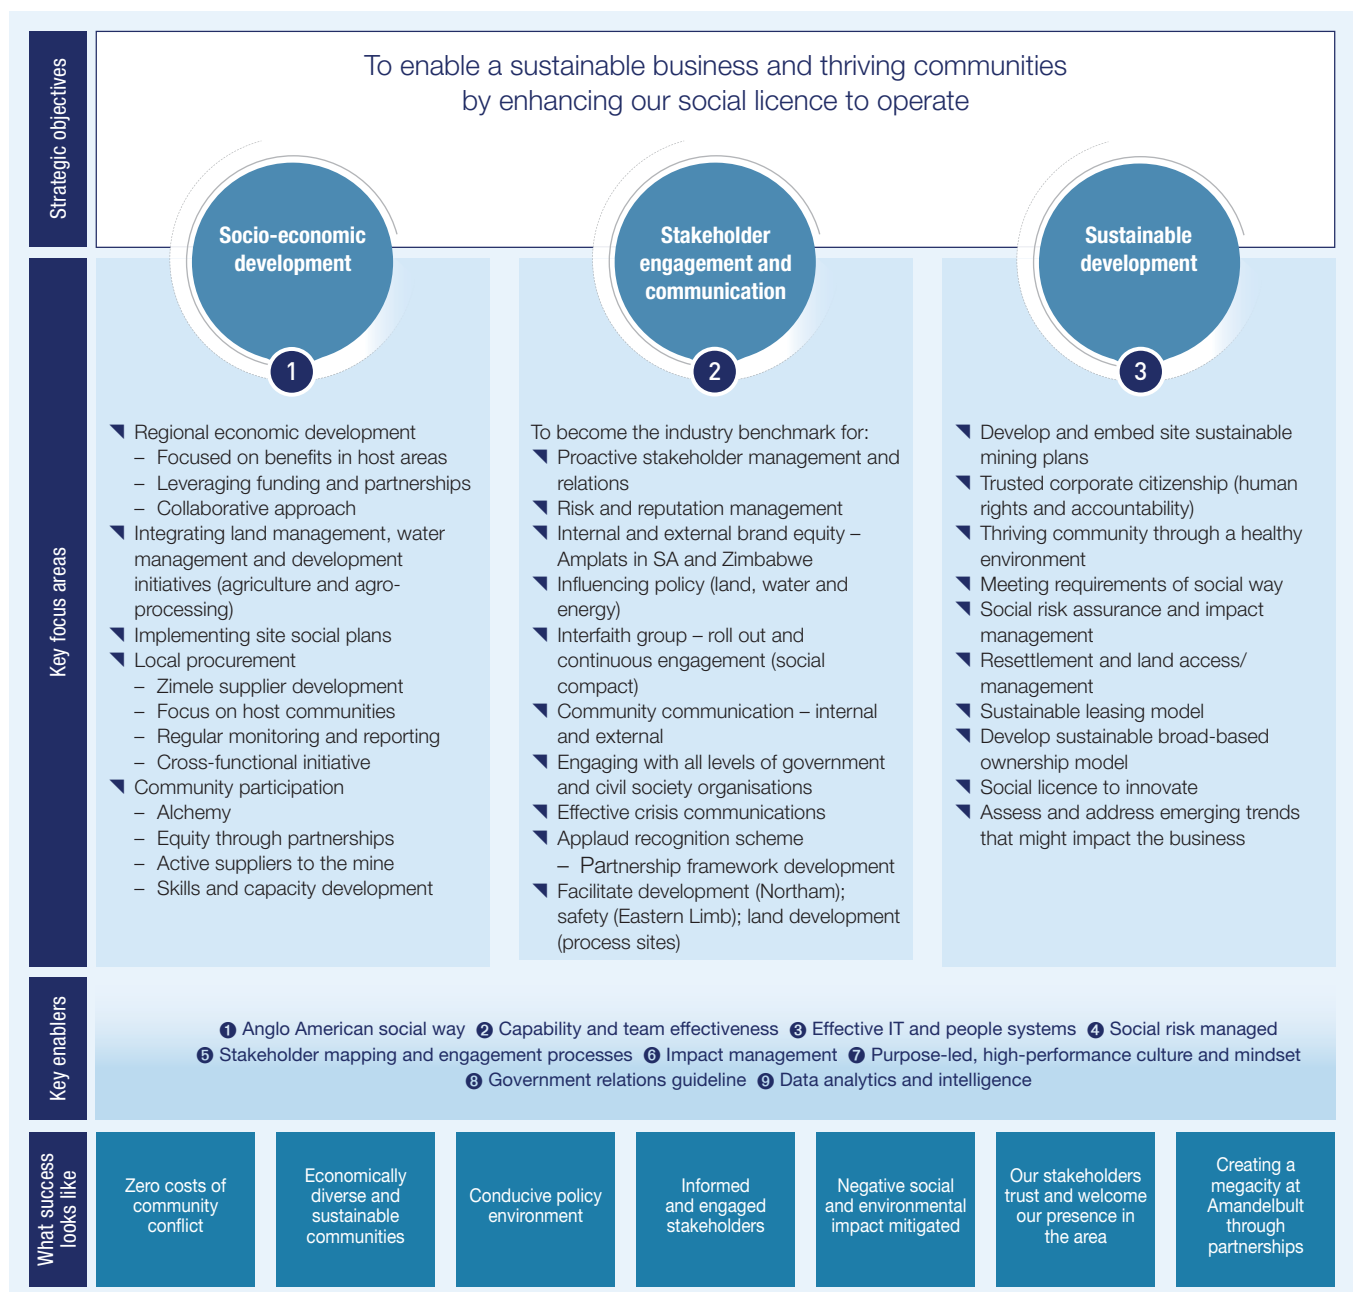 Strategic objectives
To enable a sustainable business and thriving communities
by enhancing our social licence to operate
Socio-economic
development
1
Stakeholder
engagement and
communication
2
Sustainable
development
3
Key focus areas
Regional economic development
– Focused on benefits in host areas
– Leveraging funding and partnerships
– Collaborative approach
Integrating land management, water
management and development
initiatives (agriculture and agro-
processing)
Implementing site social plans
Local procurement
– Zimele supplier development
– Focus on host communities
– Regular monitoring and reporting
– Cross-functional initiative
Community participation
– Alchemy
– Equity through partnerships
– Active suppliers to the mine
– Skills and capacity development
To become the industry benchmark for:
Proactive stakeholder management and
relations
Risk and reputation management
Internal and external brand equity –
Amplats in SA and Zimbabwe
Influencing policy (land, water and
energy)
Interfaith group – roll out and
continuous engagement (social
compact)
Community communication – internal
and external
Engaging with all levels of government
and civil society organisations
Effective crisis communications
Applaud recognition scheme
– Partnership framework development
Facilitate development (Northam);
safety (Eastern Limb); land development
(process sites)
Develop and embed site sustainable
mining plans
Trusted corporate citizenship (human
rights and accountability)
Thriving community through a healthy
environment
Meeting requirements of social way
Social risk assurance and impact
management
Resettlement and land access/
management
Sustainable leasing model
Develop sustainable broad-based
ownership model
Social licence to innovate
Assess and address emerging trends
that might impact the business
Key enablers
❶ Anglo American social way ❷ Capability and team effectiveness ❸ Effective IT and people systems ❹ Social risk managed
❺ Stakeholder mapping and engagement processes ❻ Impact management ❼ Purpose-led, high-performance culture and mindset
❽ Government relations guideline ❾ Data analytics and intelligence
What success
looks like
Zero costs of
community
conflict
Economically
diverse and
sustainable
communities
Conducive policy
environment
Informed
and engaged
stakeholders
Negative social
and environmental
impact mitigated
Our stakeholders
trust and welcome
our presence in
the area
Creating a
megacity at
Amandelbult
through
partnerships